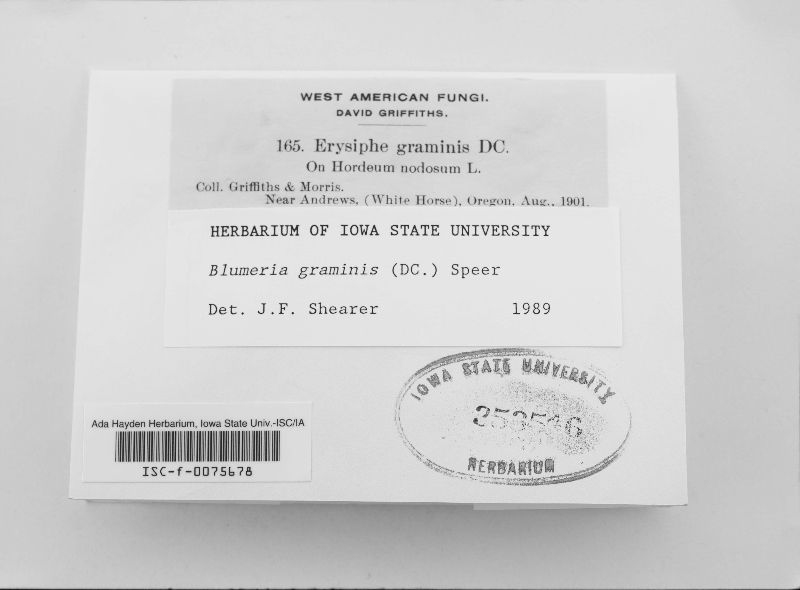 WEST AMERICAN FUNGI.
DAVID GRIFFITHS.
165. Erysiphe graminis DC.
On Hordeum nodosum L.
Coll. Griffiths & Morris.
Near Andrews, (White Horse), Oregon, Aug., 1901.
HERBARIUM OF IOWA STATE UNIVERSITY
Blumeria graminis (DC.) Speer
Det. J.F. Shearer 1989
IOWA STATE UNIVERSITY
HERBARIUM
Ada Hayden Herbarium, Iowa State Univ.-ISC/IA
ISC-f-0075678